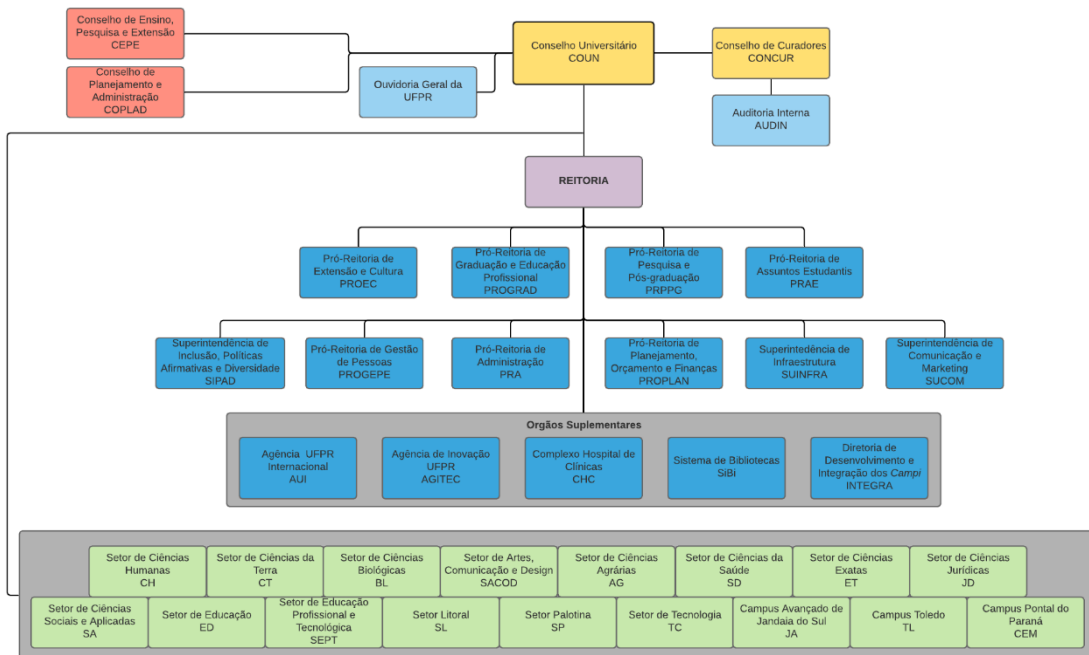 Conselho de Ensino,
Pesquisa e Extensão
CEPE
Conselho Universitário
COUN
Conselho de Curadores
CONCUR
Conselho de
Planejamento e
Administração
COPLAD
Ouvidoria Geral da
UFPR
Auditoria Interna
AUDIN
REITORIA
Pró-Reitoria de
Extensão e Cultura
PROEC
Pró-Reitoria de
Graduação e Educação
Profissional
PROGRAD
Pró-Reitoria de
Pesquisa e
Pós-graduação
PRPPG
Pró-Reitoria de
Assuntos Estudantis
PRAE
Superintendência de
Inclusão, Políticas
Afirmativas e Diversidade
SIPAD
Pró-Reitoria de Gestão
de Pessoas
PROGEPE
Pró-Reitoria de
Administração
PRA
Pró-Reitoria de
Planejamento,
Orçamento e Finanças
PROPLAN
Superintedência de
Infraestrutura
SUINFRA
Superintendência de
Comunicação e
Marketing
SUCOM
Orgãos Suplementares
Agência UFPR
Internacional
AUI
Agência de Inovação
UFPR
AGITEC
Complexo Hospital de
Clínicas
CHC
Sistema de Bibliotecas
SiBi
Diretoria de
Desenvolvimento e
Integração dos Campi
INTEGRA
Setor de Ciências
Humanas
CH
Setor de Ciências da
Terra
CT
Setor de Ciências
Biológicas
BL
Setor de Artes,
Comunicação e Design
SACOD
Setor de Ciências
Agrárias
AG
Setor de Ciências da
Saúde
SD
Setor de Ciências
Exatas
ET
Setor de Ciências
Jurídicas
JD
Setor de Ciências
Sociais e Aplicadas
SA
Setor de Educação
ED
Setor de Educação
Profissional e
Tecnológica
SEPT
Setor Litoral
SL
Setor Palotina
SP
Setor de Tecnologia
TC
Campus Avançado de
Jandaia do Sul
JA
Campus Toledo
TL
Campus Pontal do
Paraná
CEM